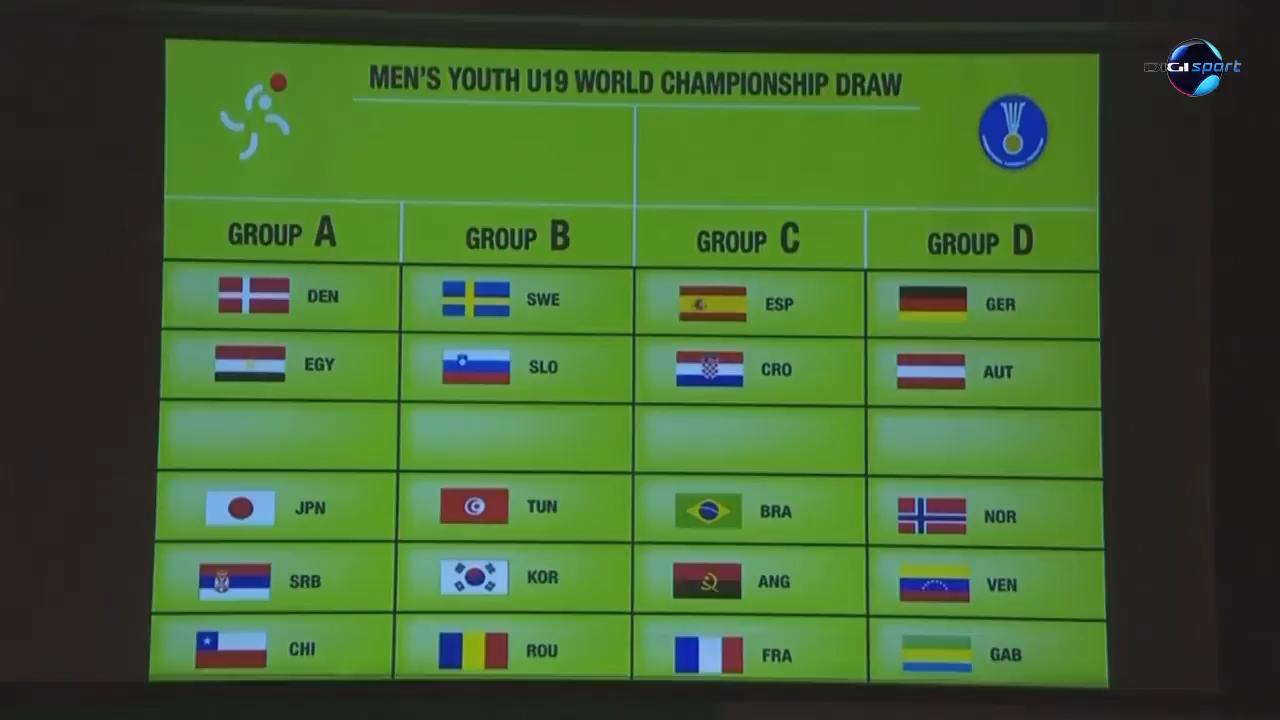 DIGI sport
MEN'S YOUTH U19 WORLD CHAMPIONSHIP DRAW
GROUP A GROUP B GROUP C GROUP D
DEN SWE ESP GER
EGY SLO CRO AUT
JPN TUN BRA NOR
SRB KOR ANG VEN
CHI ROU FRA GAB